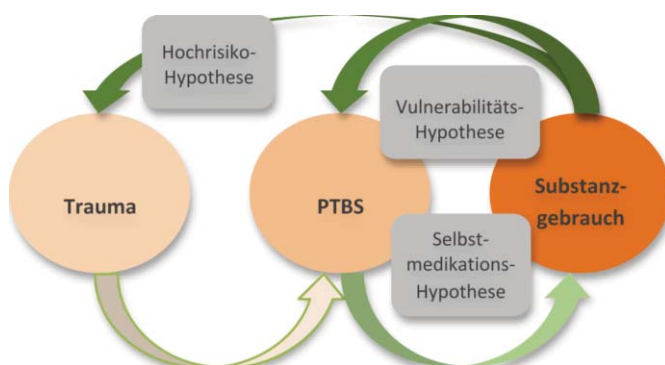 Hochrisiko-
Hypothese
Vulnerabilitäts-
Hypothese
Trauma
PTBS
Substanz-
gebrauch
Selbst-
medikations-
Hypothese